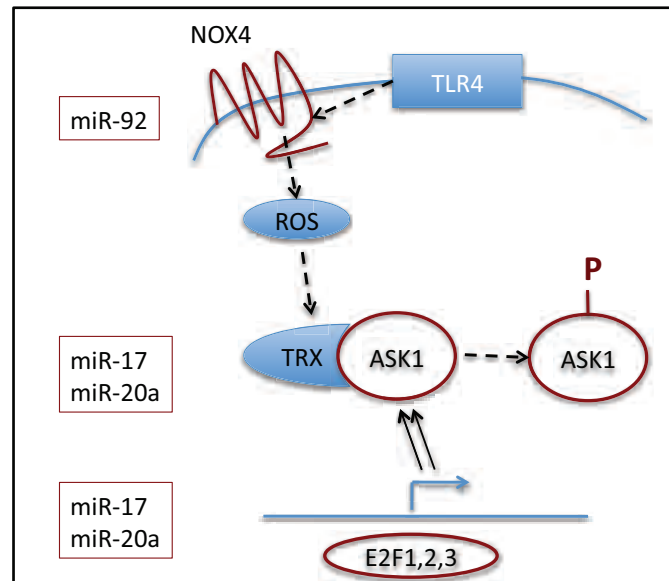 NOX4
TLR4
miR-92
ROS
P
miR-17
miR-20a
TRX
ASK1
ASK1
miR-17
miR-20a
E2F1,2,3